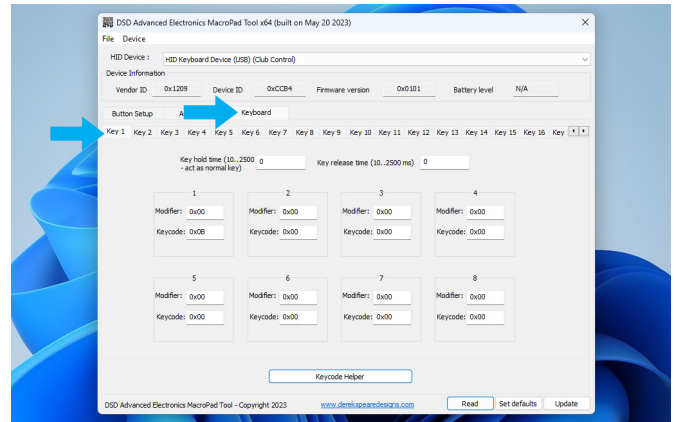 DSD Advanced Electronics MacroPad Tool x64 (built on May 20 2023)
File Device
HID Device : HID Keyboard Device (USB) (Club Control)
Device Information
Vendor ID 0x1209 Device ID 0xCCB4 Firmware version 0x0101 Battery level N/A
Button Setup A Keyboard
Key 1 Key 2 Key 3 Key 4 Key 5 Key 6 Key 7 Key 8 Key 9 Key 10 Key 11 Key 12 Key 13 Key 14 Key 15 Key 16 Key
Key hold time (10..2500 0 Key release time (10..2500 ms) 0
- act as normal key)
1 2 3 4
Modifier: 0x00 Modifier: 0x00 Modifier: 0x00 Modifier: 0x00
Keycode: 0x0B Keycode: 0x00 Keycode: 0x00 Keycode: 0x00
5 6 7 8
Modifier: 0x00 Modifier: 0x00 Modifier: 0x00 Modifier: 0x00
Keycode: 0x00 Keycode: 0x00 Keycode: 0x00 Keycode: 0x00
Keycode Helper
DSD Advanced Electronics MacroPad Tool - Copyright 2023 www.derekspearedesigns.com Read Set defaults Update